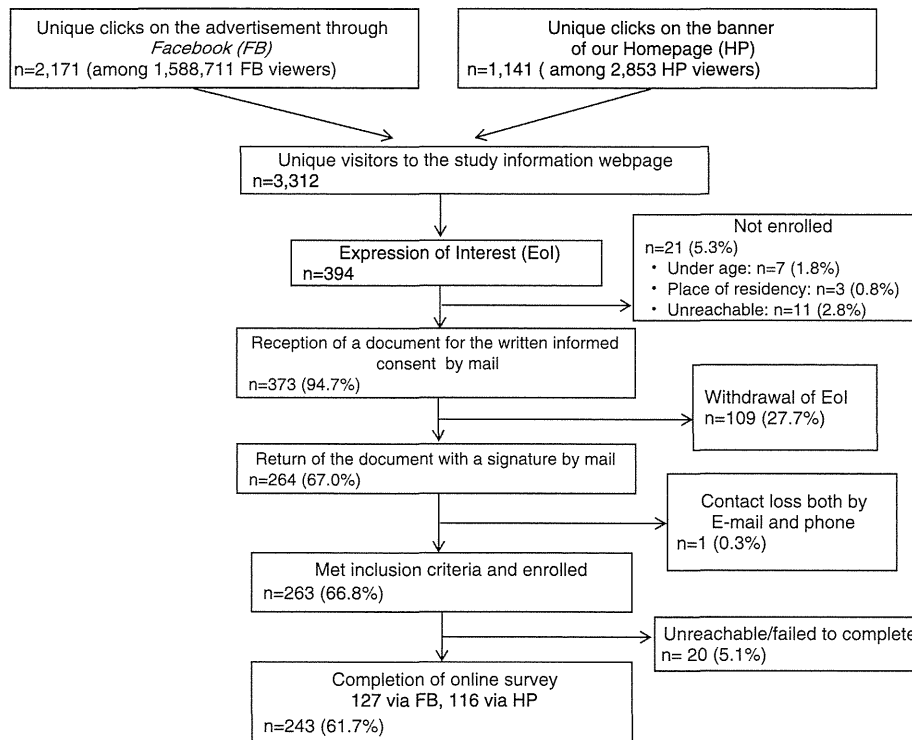 Unique clicks on the advertisement through
Facebook (FB)
n=2,171 (among 1,588,711 FB viewers)
Unique clicks on the banner
of our Homepage (HP)
n=1,141 ( among 2,853 HP viewers)
Unique visitors to the study information webpage
n=3,312
Expression of Interest (EoI)
n=394
Not enrolled
n=21 (5.3%)
• Under age: n=7 (1.8%)
• Place of residency: n=3 (0.8%)
• Unreachable: n=11 (2.8%)
Reception of a document for the written informed
consent by mail
n=373 (94.7%)
Withdrawal of EoI
n=109 (27.7%)
Return of the document with a signature by mail
n=264 (67.0%)
Contact loss both by
E-mail and phone
n=1 (0.3%)
Met inclusion criteria and enrolled
n=263 (66.8%)
Unreachable/failed to complete
n= 20 (5.1%)
Completion of online survey
127 via FB, 116 via HP
n=243 (61.7%)